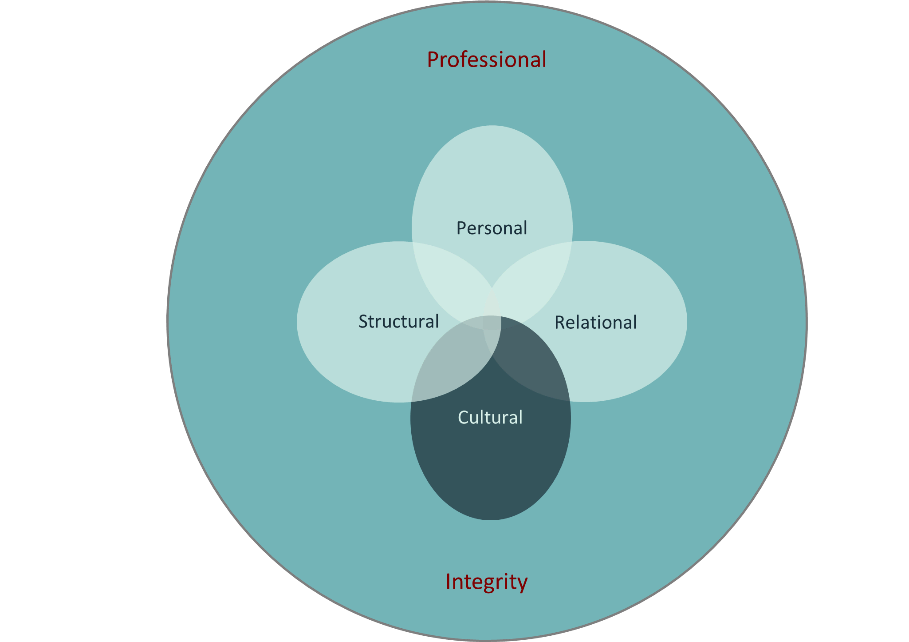 Professional
Personal
Structural
Relational
Cultural
Integrity